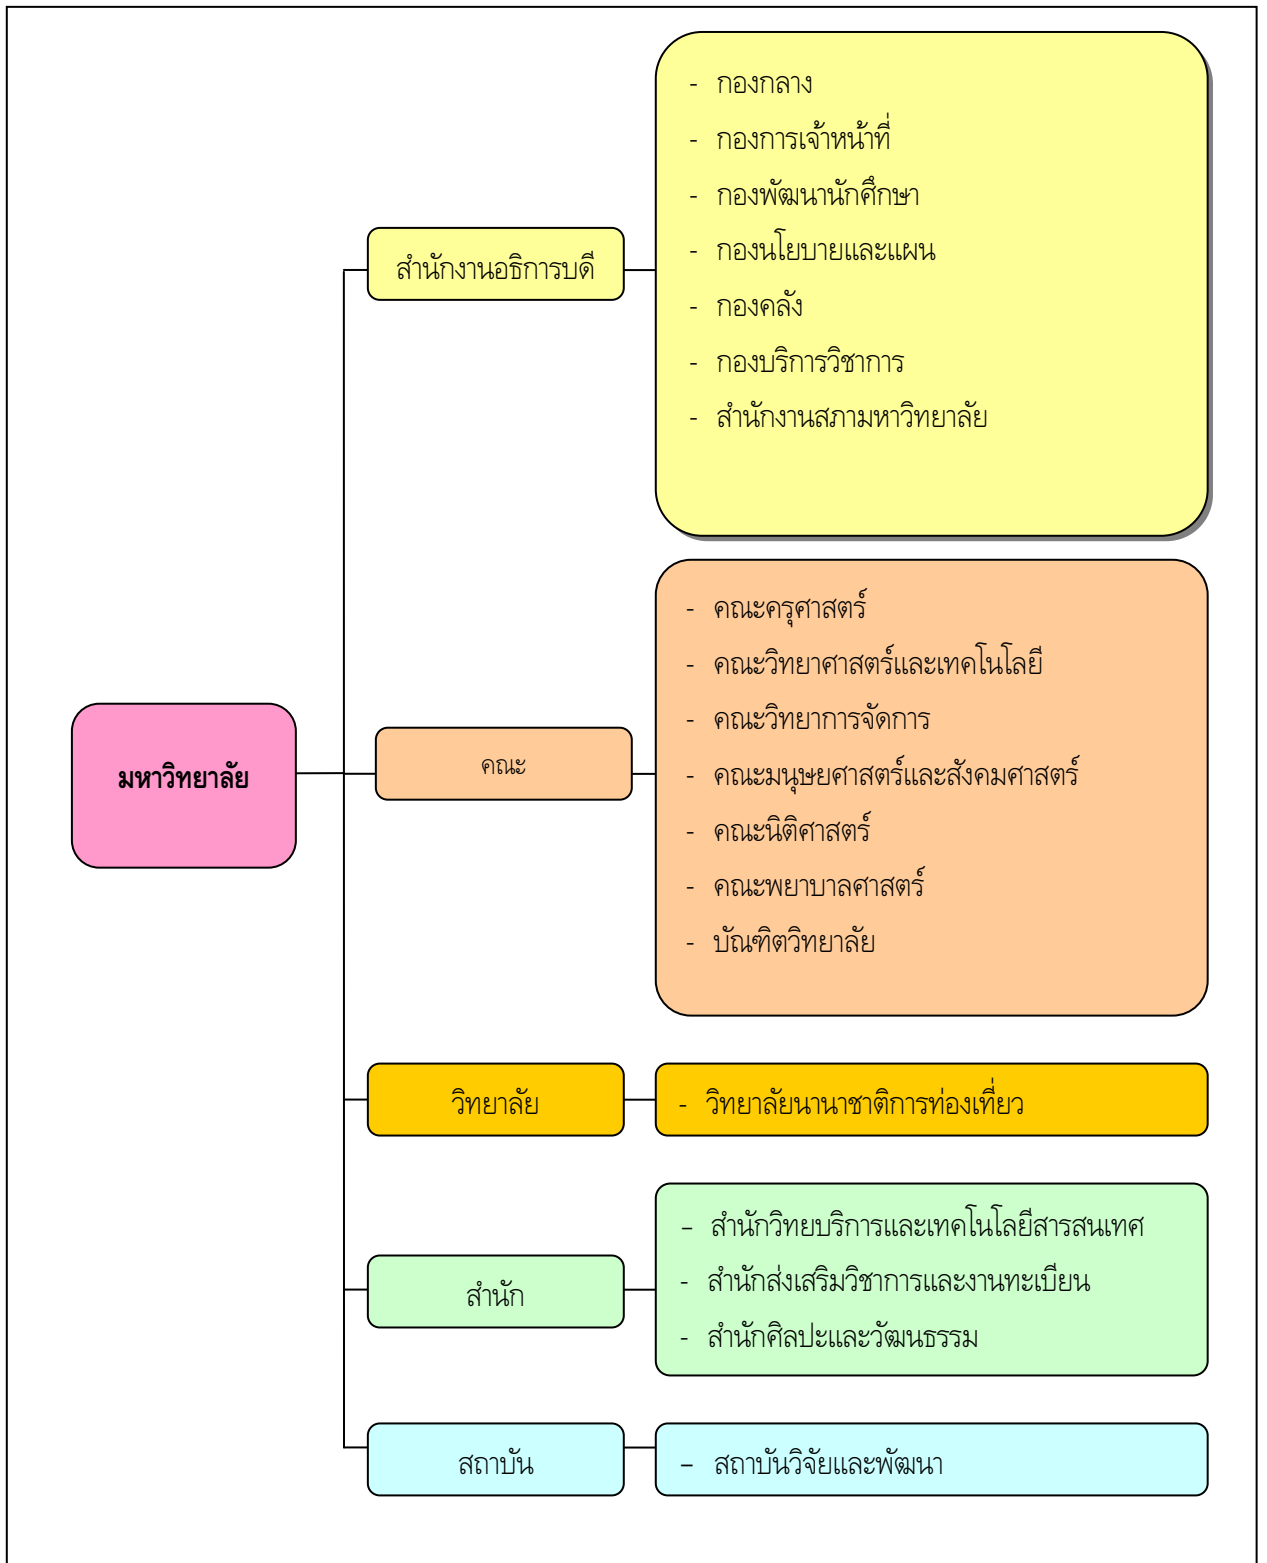 มหาวิทยาลัย
สำนักงานอธิการบดี
- กองกลาง
- กองการเจ้าหน้าที่
- กองพัฒนานักศึกษา
- กองนโยบายและแผน
- กองคลัง
- กองบริการวิชาการ
- สำนักงานสภามหาวิทยาลัย
คณะ
- คณะครุศาสตร์
- คณะวิทยาศาสตร์และเทคโนโลยี
- คณะวิทยาการจัดการ
- คณะมนุษยศาสตร์และสังคมศาสตร์
- คณะนิติศาสตร์
- คณะพยาบาลศาสตร์
- บัณฑิตวิทยาลัย
วิทยาลัย
- วิทยาลัยนานาชาติการท่องเที่ยว
สำนัก
– สำนักวิทยบริการและเทคโนโลยีสารสนเทศ
- สำนักส่งเสริมวิชาการและงานทะเบียน
- สำนักศิลปะและวัฒนธรรม
สถาบัน
– สถาบันวิจัยและพัฒนา